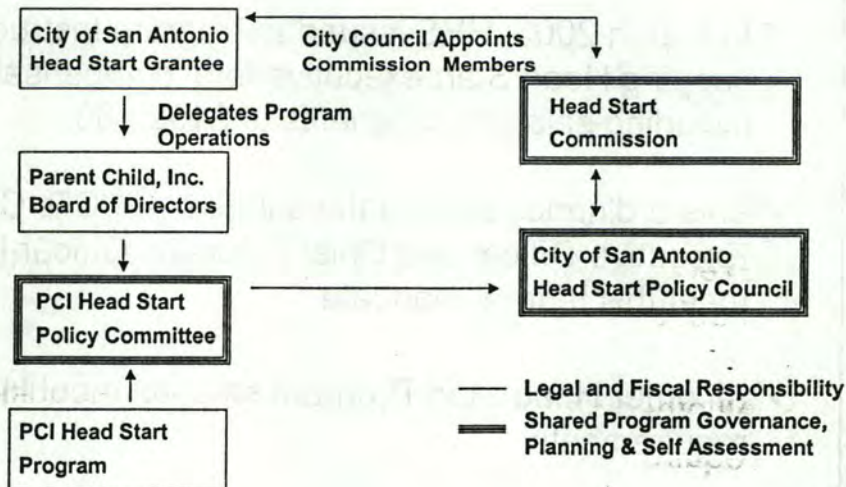 City of San Antonio
Head Start Grantee
City Council Appoints
Commission Members
Head Start
Commission
Delegates Program
Operations
Parent Child, Inc.
Board of Directors
City of San Antonio
Head Start Policy Council
PCI Head Start
Policy Committee
Legal and Fiscal Responsibility
Shared Program Governance,
Planning & Self Assessment
PCI Head Start
Program